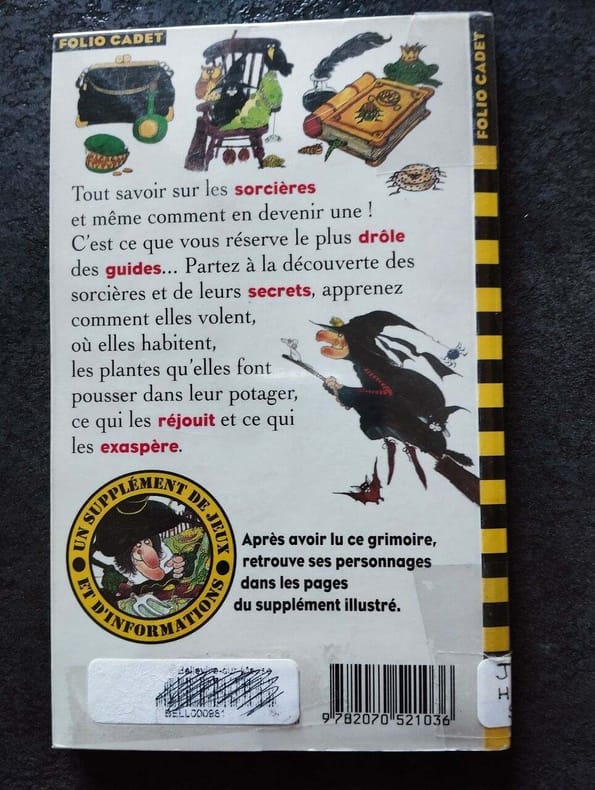 FOLIO CADET
FOLIO CADET
Tout savoir sur les sorcières
et même comment en devenir une !
C'est ce que vous réserve le plus drôle
des guides... Partez à la découverte des
sorcières et de leurs secrets, apprenez
comment elles volent,
où elles habitent,
les plantes qu'elles font
pousser dans leur potager,
ce qui les réjouit et ce qui
les exaspère.
UN SUPPLÉMENT DE JEUX
ET D'INFORMATIONS
Après avoir lu ce grimoire,
retrouve ses personnages
dans les pages
du supplément illustré.
BELL000961
9 782070 521036
J